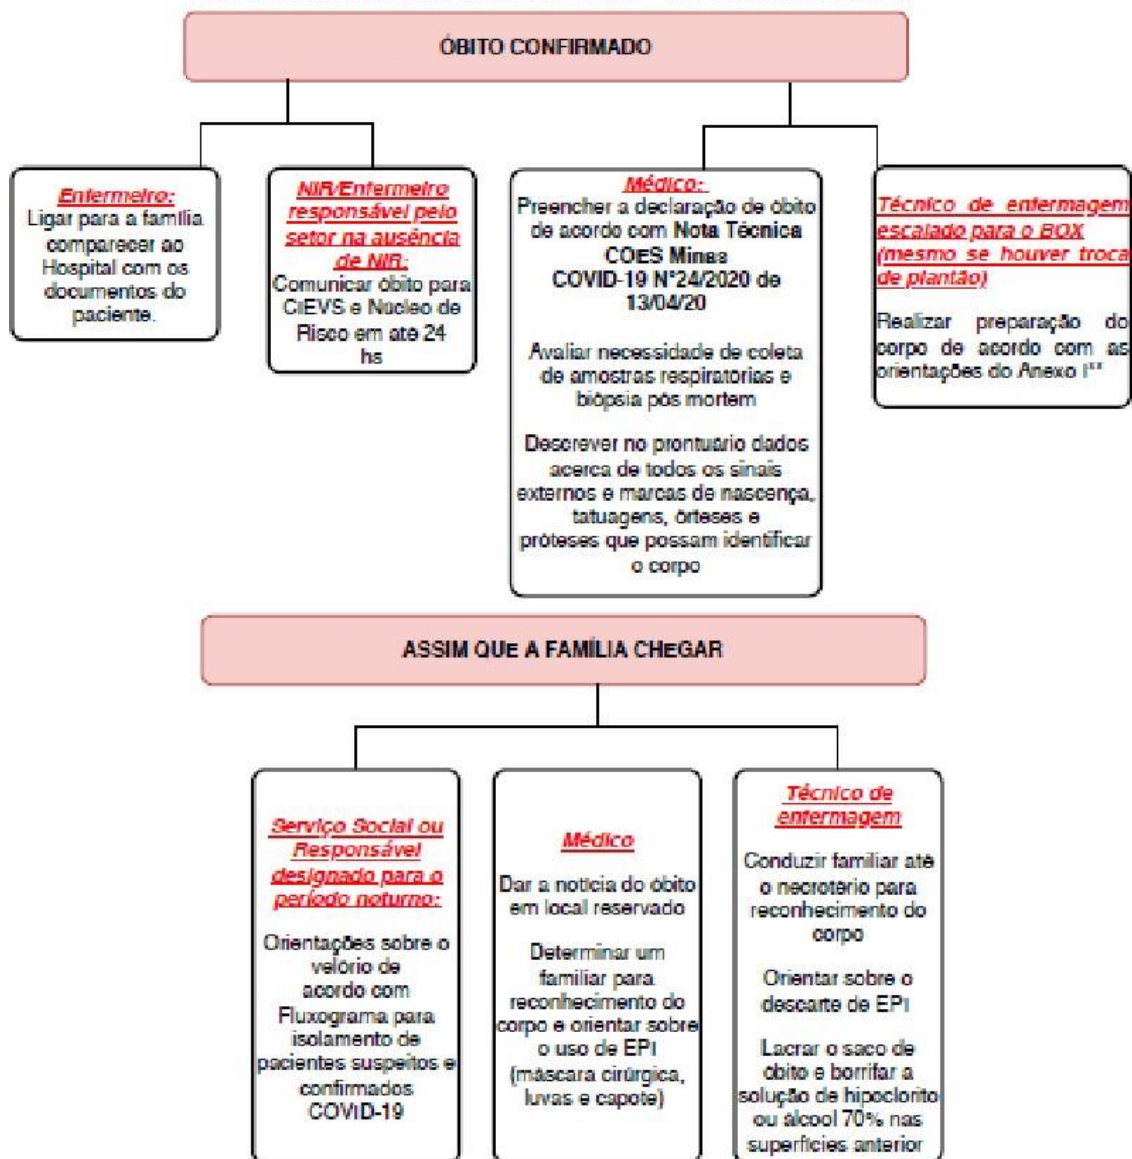 ÓBITO CONFIRMADO
Enfermeiro:
Ligar para a família
comparecer ao
Hospital com os
documentos do
paciente.
NIR/Enfermeiro
responsável pelo
setor na ausência
de NIR:
Comunicar óbito para
CIEVS e Núcleo de
Risco em até 24
hs
Médico:
Preencher a declaração de óbito
de acordo com Nota Técnica
COES Minas
COVID-19 N°24/2020 de
13/04/20
Avaliar necessidade de coleta
de amostras respiratórias e
biópsia pós mortem
Descrever no prontuário dados
acerca de todos os sinais
externos e marcas de nascença,
tatuagens, órteses e
próteses que possam identificar
o corpo
Técnico de enfermagem
escalado para o BOX
(mesmo se houver troca
de plantão)
Realizar preparação do
corpo de acordo com as
orientações do Anexo I**
ASSIM QUE A FAMÍLIA CHEGAR
Serviço Social ou
Responsável
designado para o
período noturno:
Orientações sobre o
velório de
acordo com
Fluxograma para
isolamento de
pacientes suspeitos e
confirmados
COVID-19
Médico
Dar a notícia do óbito
em local reservado
Determinar um
familiar para
reconhecimento do
corpo e orientar sobre
o uso de EPI
(máscara cirúrgica,
luvas e capote)
Técnico de
enfermagem
Conduzir familiar até
o necrotério para
reconhecimento do
corpo
Orientar sobre o
descarte de EPI
Lacrar o saco de
óbito e borrifar a
solução de hipoclorito
ou álcool 70% nas
superfícies anterior